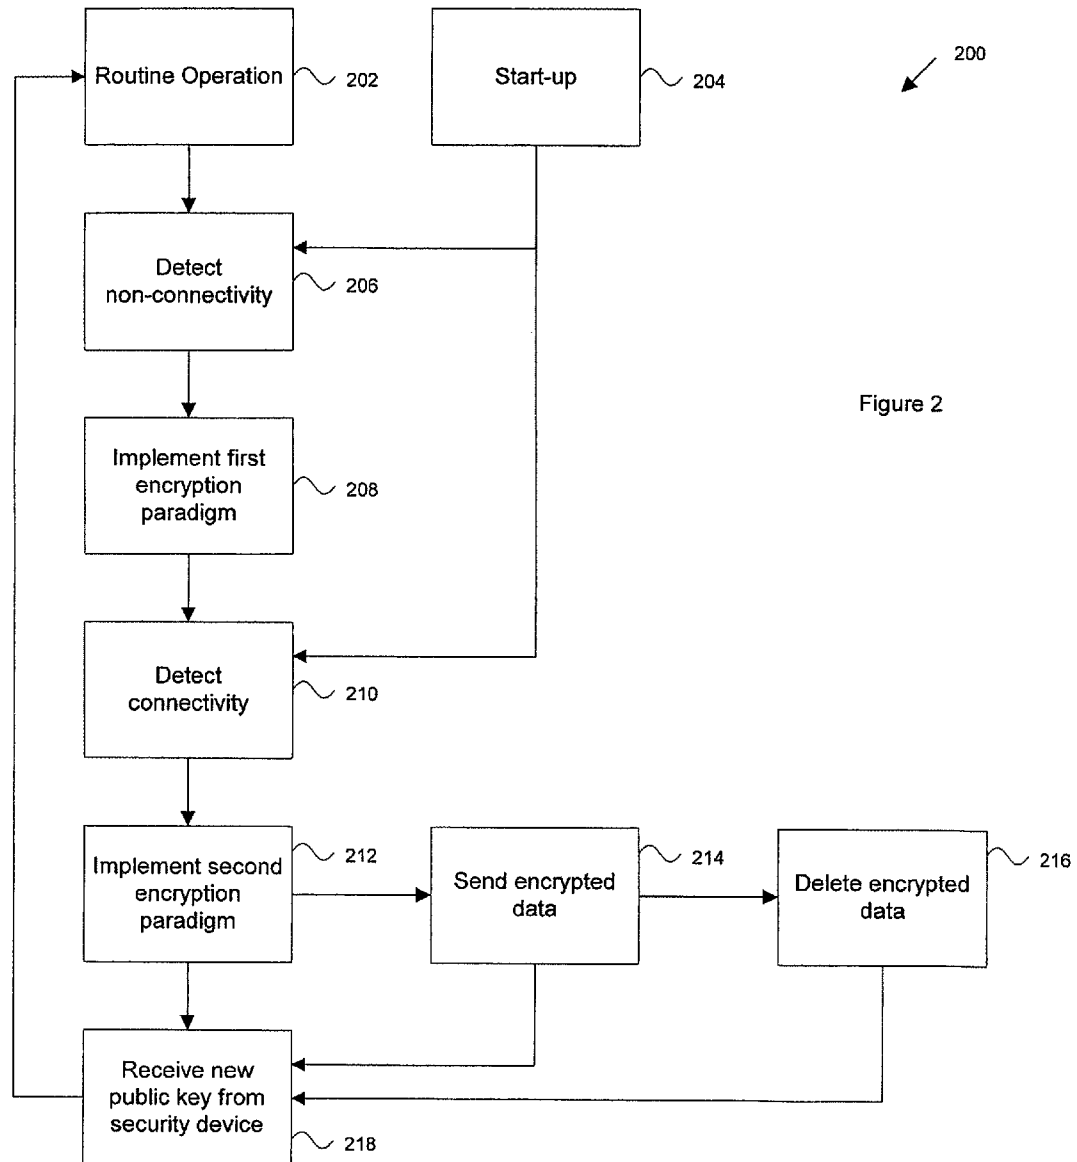 Routine Operation
202
Start-up
204
200
Detect
non-connectivity
206
Figure 2
Implement first
encryption
paradigm
208
Detect
connectivity
210
Implement second
encryption
paradigm
212
Send encrypted
data
214
Delete encrypted
data
216
Receive new
public key from
security device
218